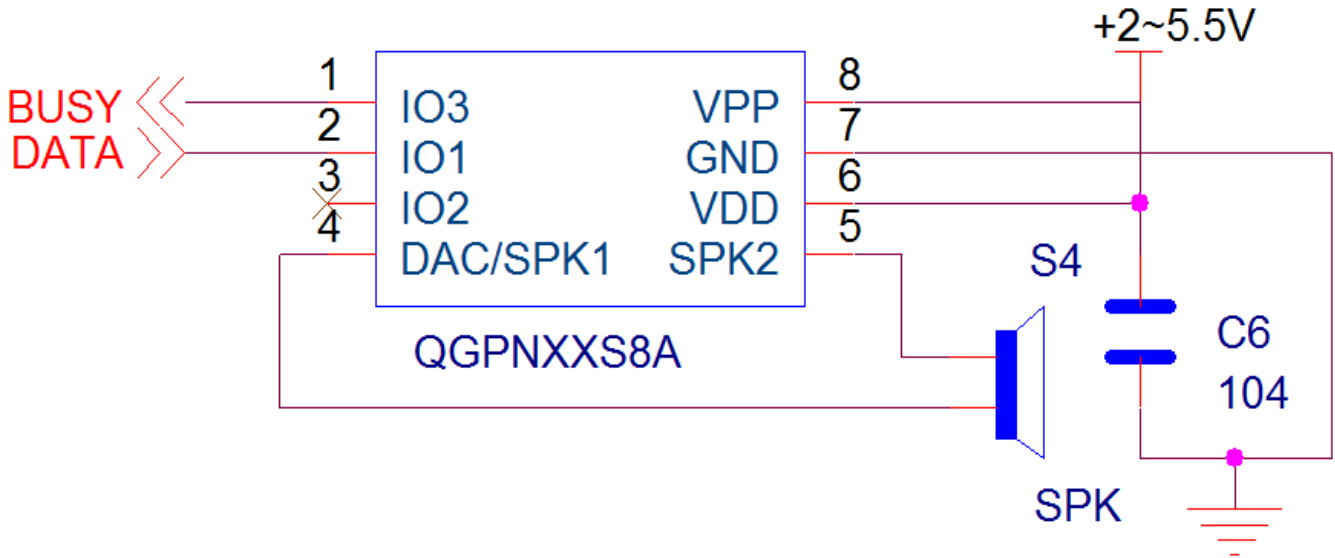 +2~5.5V
BUSY
DATA
1
2
3
4
IO3
IO1
IO2
DAC/SPK1
VPP
GND
VDD
SPK2
8
7
6
5
QGPNXXS8A
S4
SPK
C6
104